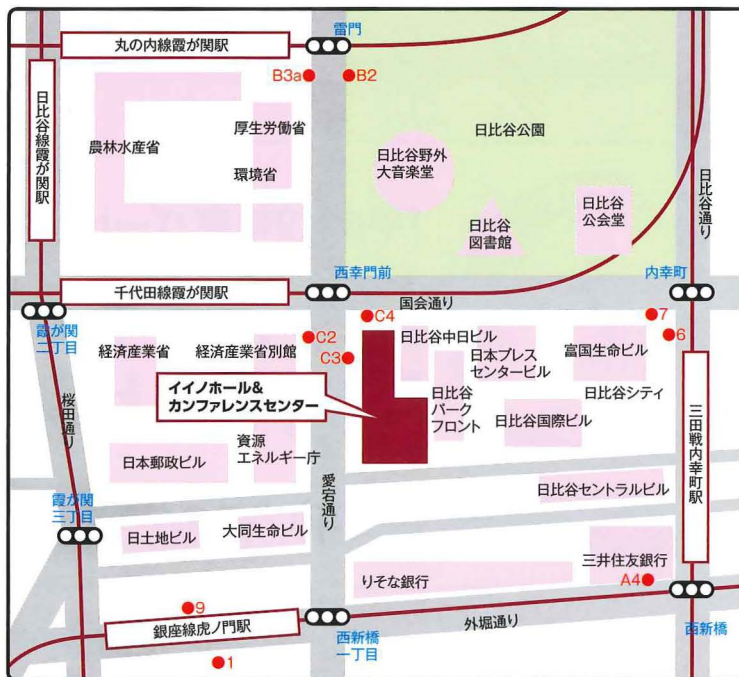 雷門
丸の内線霞が関駅
B3a
B2
日比谷線霞が関駅
農林水産省
厚生労働省
環境省
日比谷公園
日比谷野外
大音楽堂
日比谷
図書館
日比谷
公会堂
日比谷通り
西幸門前
内幸町
千代田線霞が関駅
国会通り
霞が関
二丁目
C4
7
C2
6
C3
経済産業省
経済産業省別館
日比谷中日ビル
日本プレス
センタービル
富国生命ビル
イイノホール&
カンファレンスセンター
日比谷
パーク
フロント
日比谷シティ
日比谷国際ビル
桜田通り
日本郵政ビル
資源
エネルギー庁
三田戦内幸町駅
愛宕通り
日比谷セントラルビル
霞が関
三丁目
日土地ビル
大同生命ビル
三井住友銀行
りそな銀行
A4
9
銀座線虎ノ門駅
外堀通り
西新橋
西新橋
一丁目
1